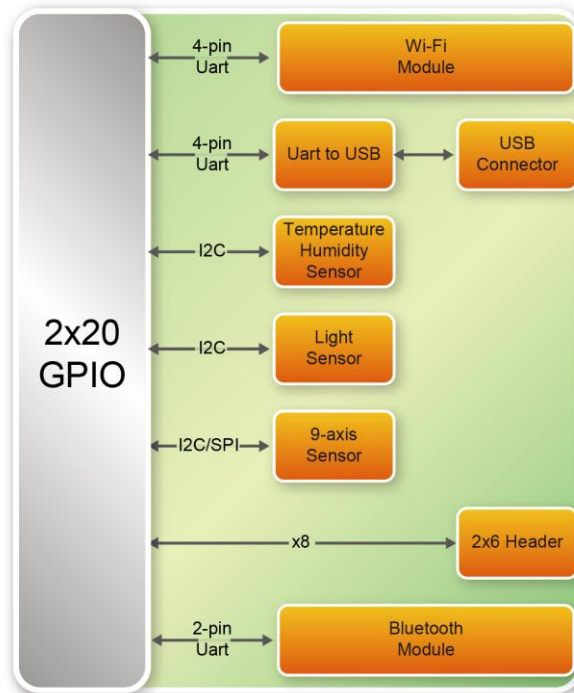 4-pin
Uart
Wi-Fi
Module
4-pin
Uart
Uart to USB
USB
Connector
I2C
Temperature
Humidity
Sensor
2x20
GPIO
I2C
Light
Sensor
I2C/SPI
9-axis
Sensor
x8
2x6 Header
2-pin
Uart
Bluetooth
Module